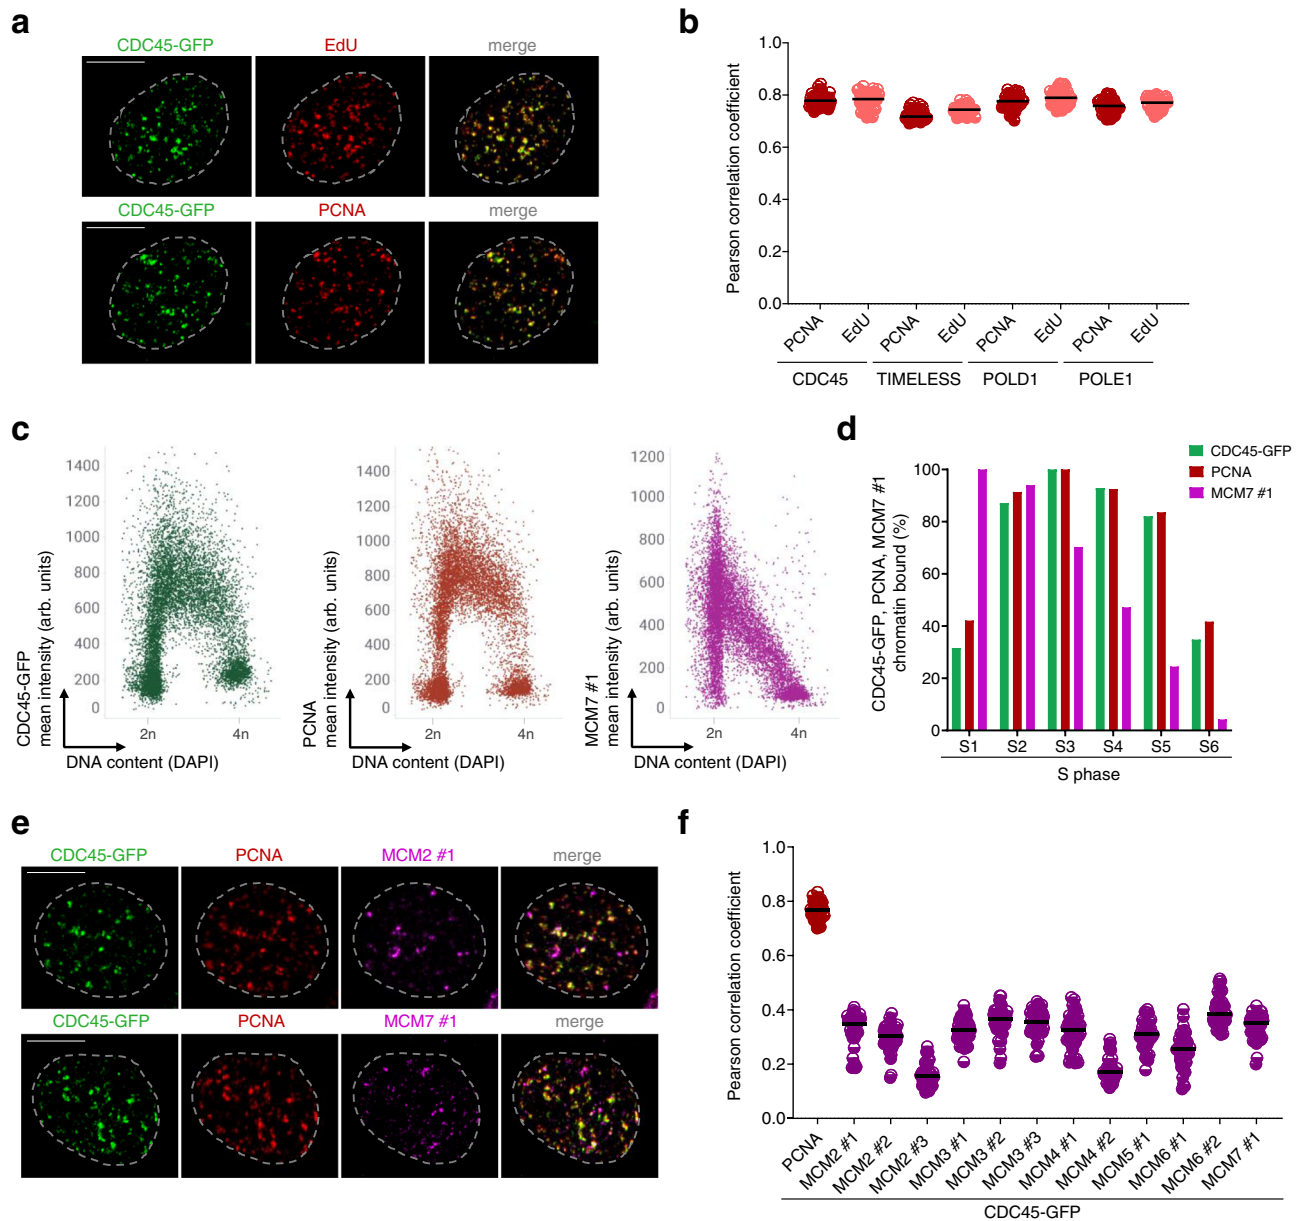 a
CDC45-GFP EdU merge
CDC45-GFP PCNA merge
b
Pearson correlation coefficient
1.0
0.8
0.6
0.4
0.2
0.0
PCNA EdU PCNA EdU PCNA EdU PCNA EdU
CDC45 TIMELESS POLD1 POLE1
c
CDC45-GFP
mean intensity (arb. units)
1400
1200
1000
800
600
400
200
0
2n 4n
DNA content (DAPI)
PCNA
mean intensity (arb. units)
1400
1200
1000
800
600
400
200
0
2n 4n
DNA content (DAPI)
MCM7 #1
mean intensity (arb. units)
1200
1000
800
600
400
200
0
2n 4n
DNA content (DAPI)
d
CDC45-GFP, PCNA, MCM7 #1
chromatin bound (%)
100
80
60
40
20
0
S1 S2 S3 S4 S5 S6
S phase
CDC45-GFP
PCNA
MCM7 #1
e
CDC45-GFP PCNA MCM2 #1 merge
CDC45-GFP PCNA MCM7 #1 merge
f
Pearson correlation coefficient
1.0
0.8
0.6
0.4
0.2
0.0
PCNA MCM2 #1 MCM2 #2 MCM2 #3 MCM3 #1 MCM3 #2 MCM3 #3 MCM4 #1 MCM4 #2 MCM5 #1 MCM6 #1 MCM6 #2 MCM7 #1
CDC45-GFP